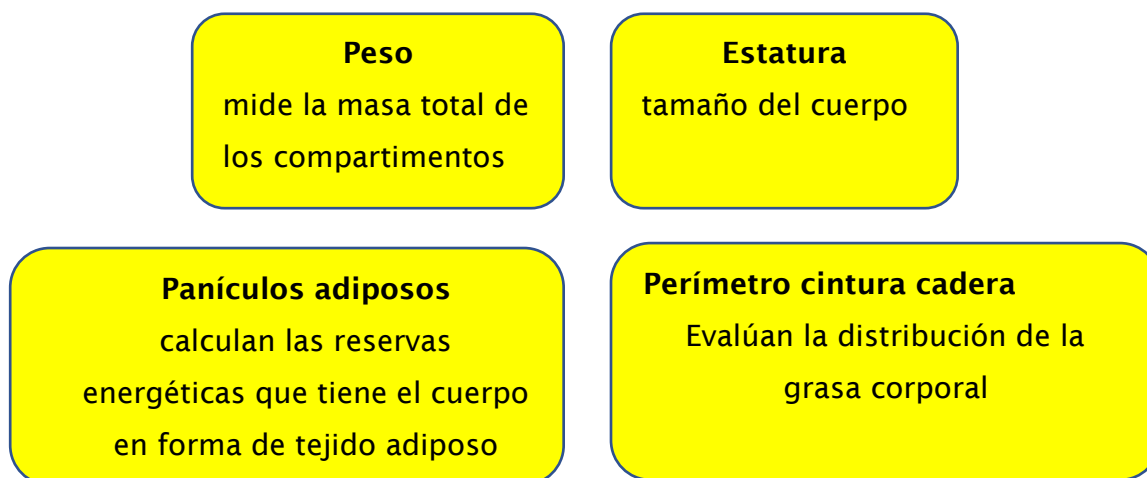 Peso
mide la masa total de
los compartimentos
Estatura
tamaño del cuerpo
Panículos adiposos
calculan las reservas
energéticas que tiene el cuerpo
en forma de tejido adiposo
Perímetro cintura cadera
Evalúan la distribución de la
grasa corporal